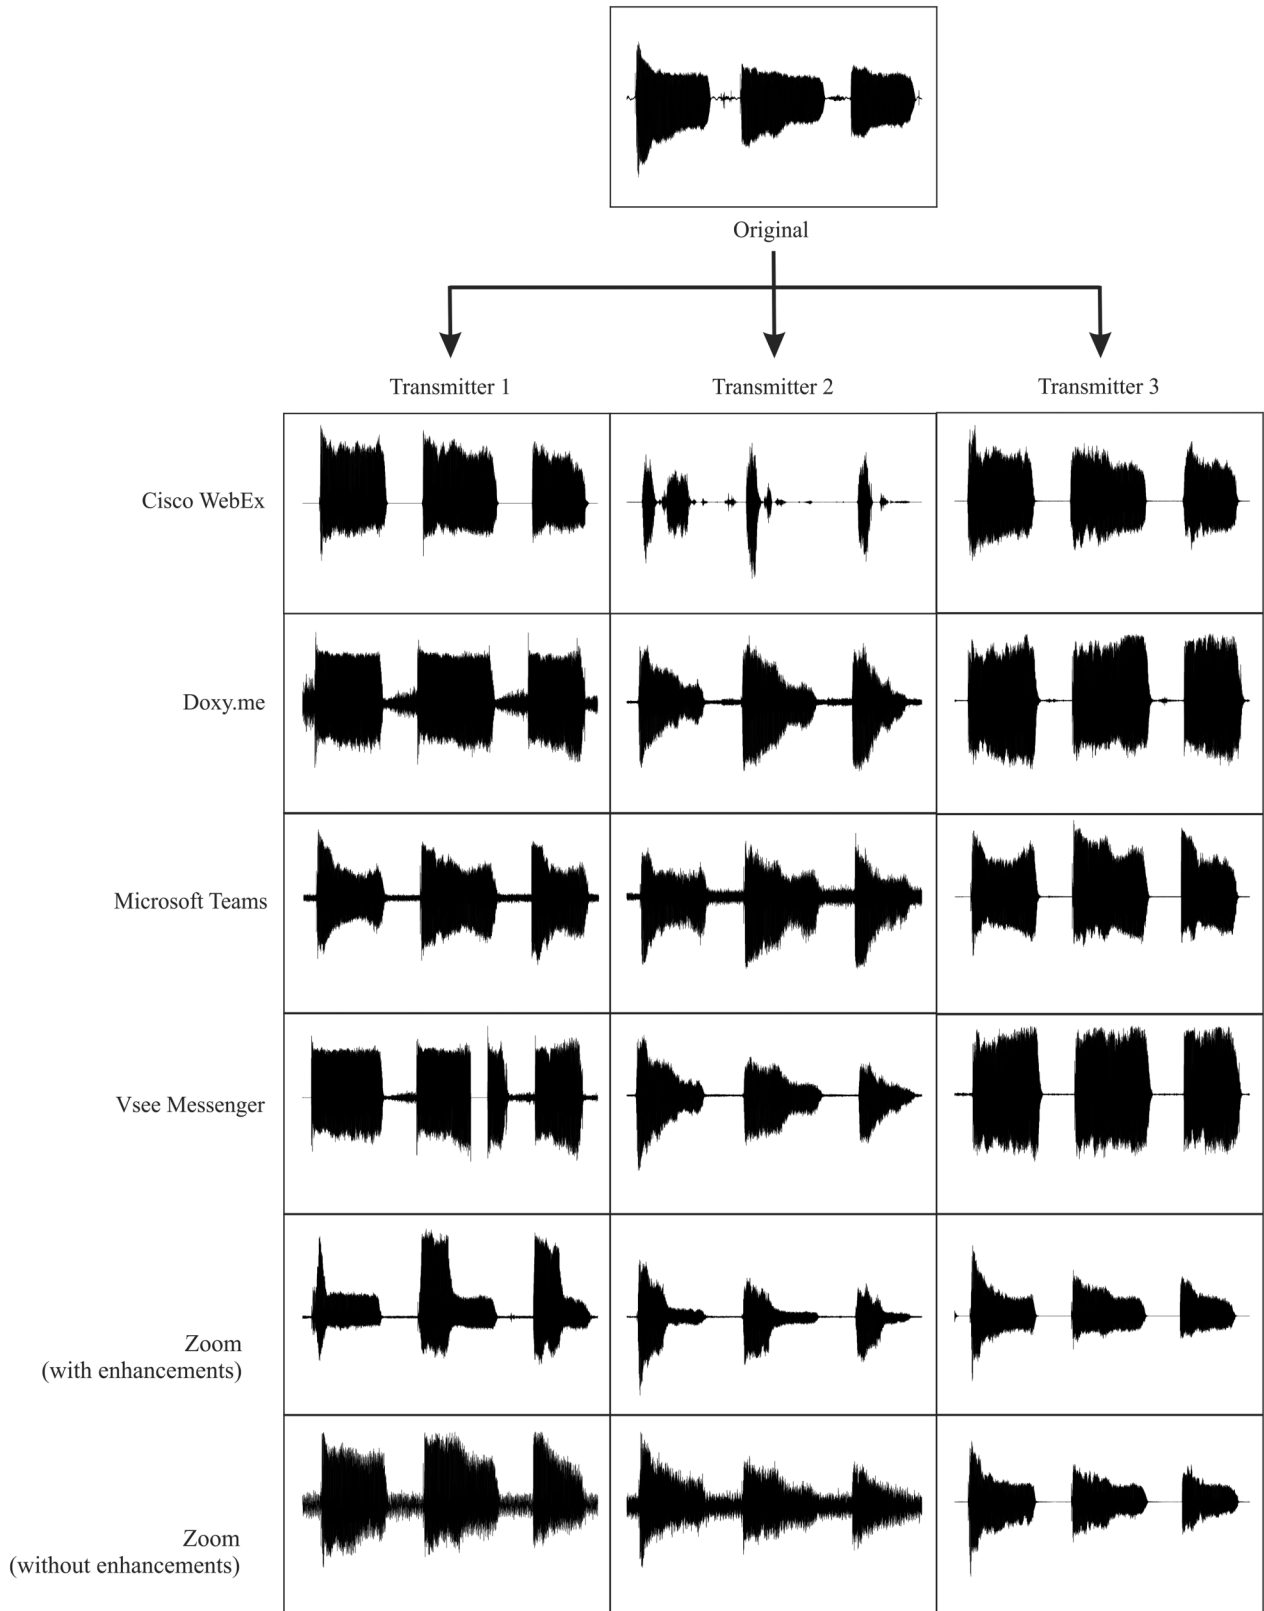 Original
Transmitter 1
Transmitter 2
Transmitter 3
Cisco WebEx
Doxy.me
Microsoft Teams
Vsee Messenger
Zoom
(with enhancements)
Zoom
(without enhancements)